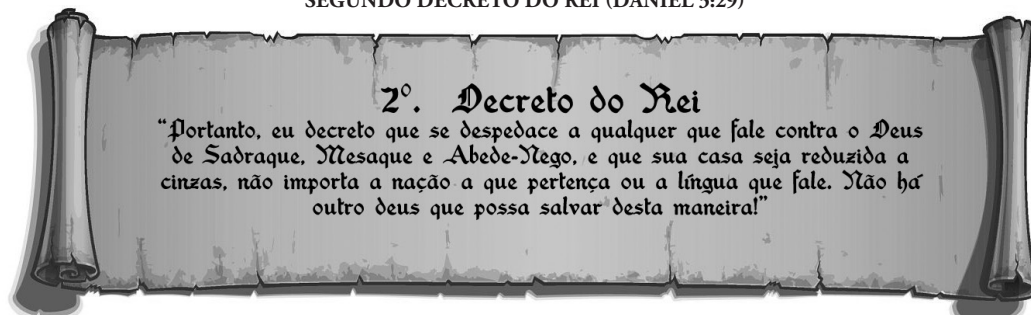 SEGUNDO DECRETO DO REI (DANIEL 3:29)
2º. Decreto do Rei
“Portanto, eu decreto que se despedace a qualquer que fale contra o Deus
de Sadraque, Mesaque e Abede-Nego, e que sua casa seja reduzida a
cinzas, não importa a nação a que pertença ou a língua que fale. Não há
outro deus que possa salvar desta maneira!”